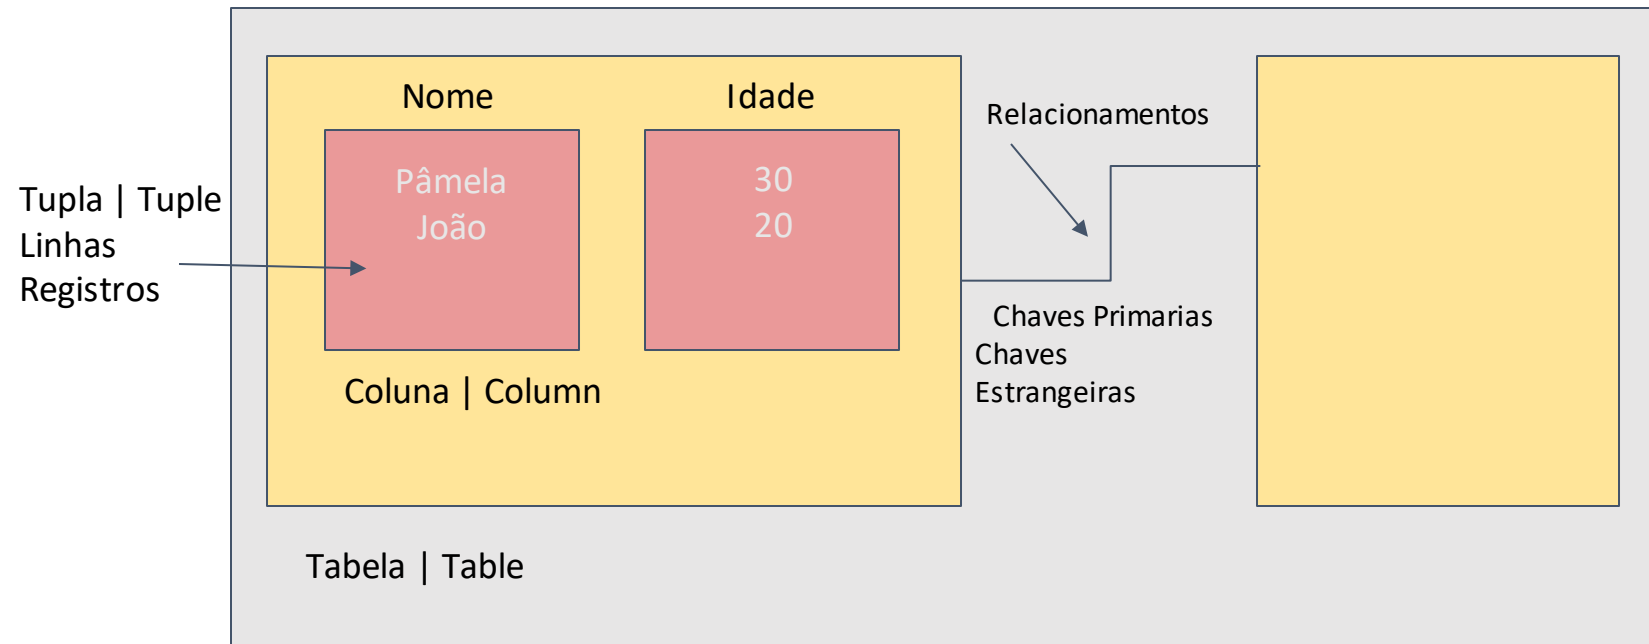 Nome
Idade
Relacionamentos
Pâmela
João
30
20
Tupla | Tuple
Linhas
Registros
Chaves Primarias
Chaves
Estrangeiras
Coluna | Column
Tabela | Table